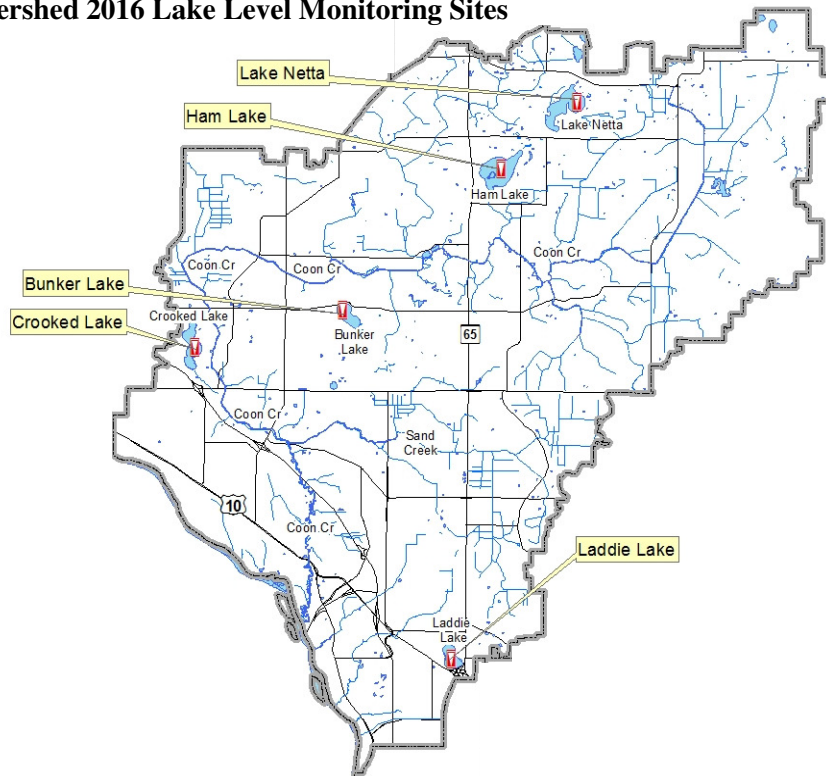 ershed 2016 Lake Level Monitoring Sites
Lake Netta
Ham Lake
Lake Netta
Ham Lake
Coon Cr
Coon Cr
Coon Cr
Bunker Lake
Crooked Lake
Crooked Lake
Bunker
Lake
65
Coon Cr
Sand
Creek
10
Coon Cr
Laddie Lake
Laddie
Lake